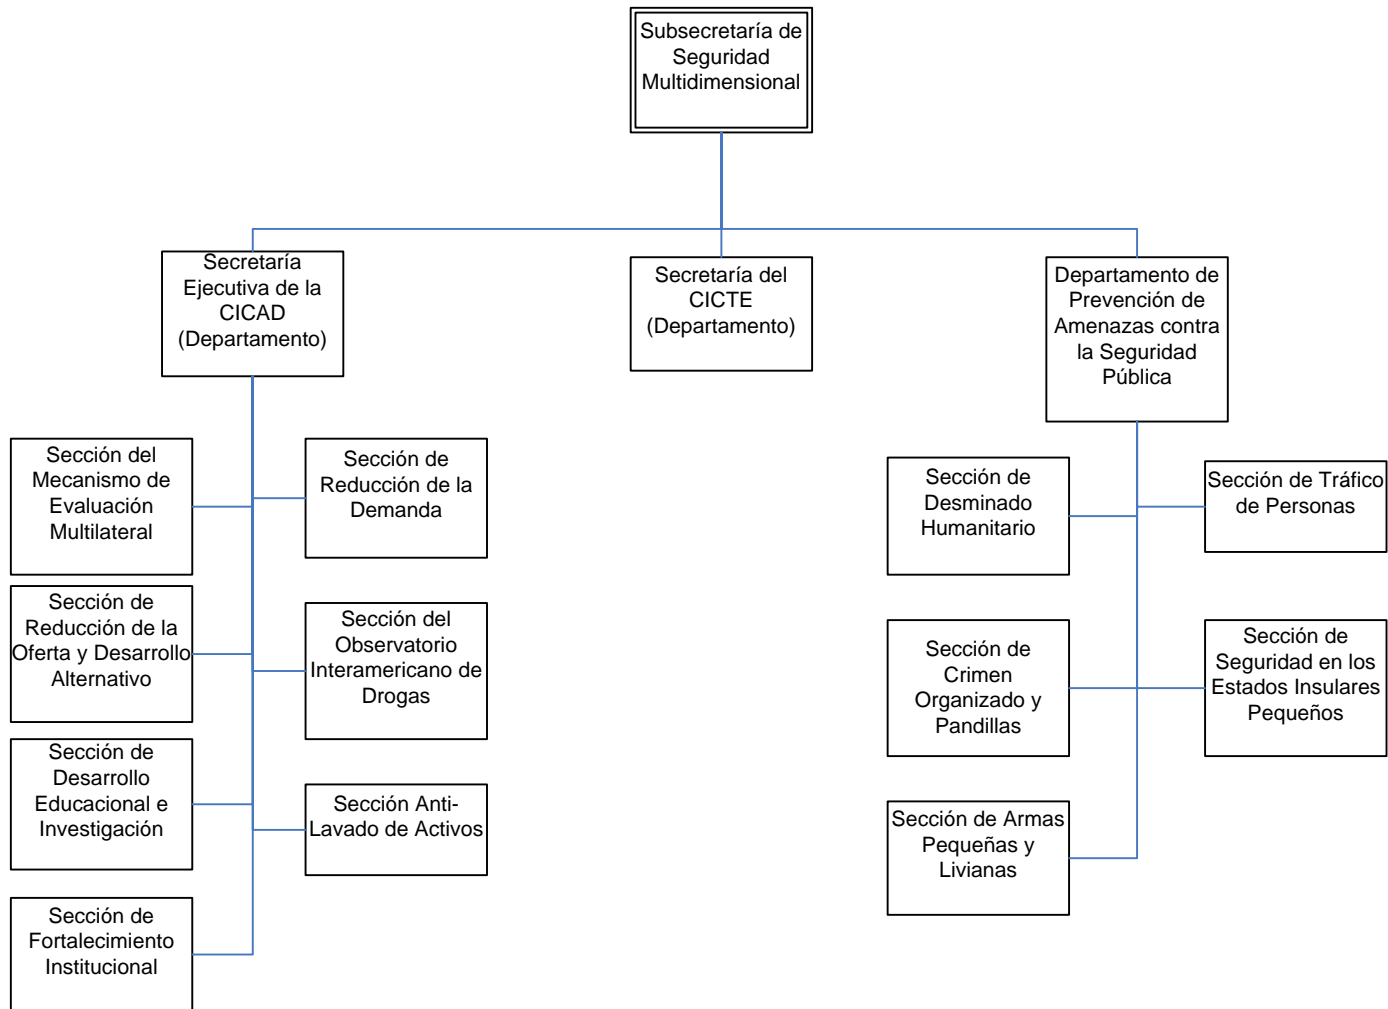 Subsecretaría de
Seguridad
Multidimensional
Secretaría
Ejecutiva de la
CICAD
(Departamento)
Secretaría del
CICTE
(Departamento)
Departamento de
Prevención de
Amenazas contra
la Seguridad
Pública
Sección del
Mecanismo de
Evaluación
Multilateral
Sección de
Reducción de la
Demanda
Sección de
Reducción de la
Oferta y Desarrollo
Alternativo
Sección del
Observatorio
Interamericano de
Drogas
Sección de
Desarrollo
Educacional e
Investigación
Sección Anti-
Lavado de Activos
Sección de
Fortalecimiento
Institucional
Sección de
Desminado
Humanitario
Sección de Tráfico
de Personas
Sección de
Crimen
Organizado y
Pandillas
Sección de
Seguridad en los
Estados Insulares
Pequeños
Sección de Armas
Pequeñas y
Livianas